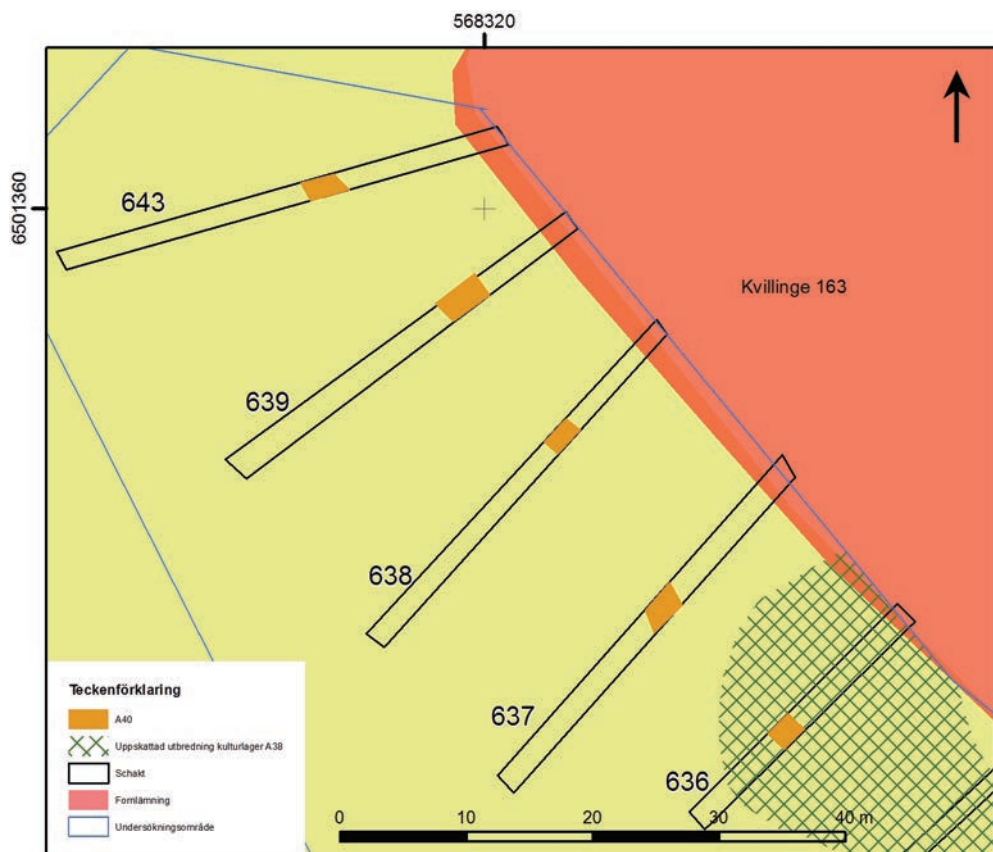 568320
6501360
643
Kvillinge 163
639
638
637
636
Teckenförklaring
A40
Uppskattad utbredning kulturlager A38
Schakt
Fornlämning
Undersökningsområde
0 10 20 30 40 m